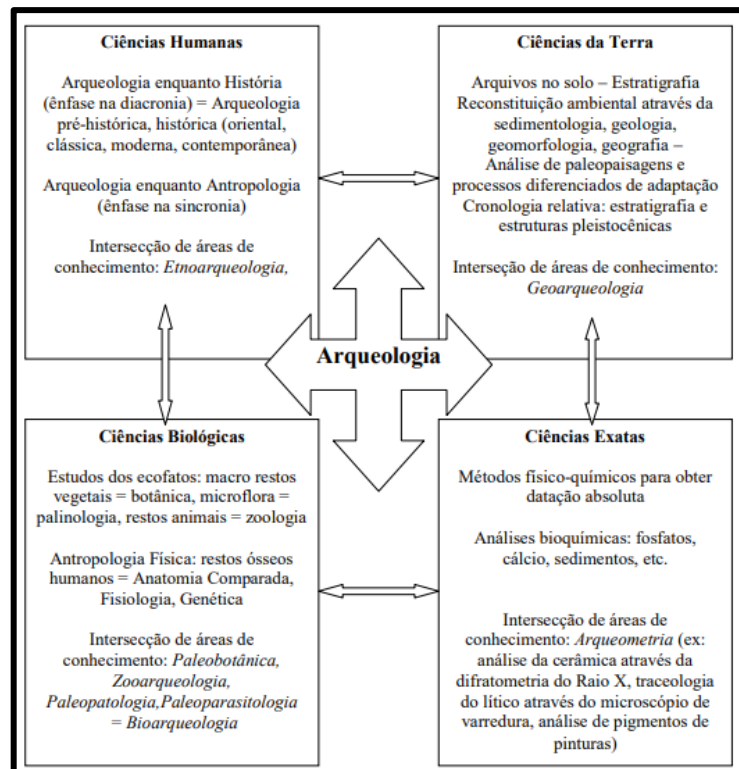 Ciências Humanas
Arqueologia enquanto História
(ênfase na diacronia) = Arqueologia
pré-histórica, histórica (oriental,
clássica, moderna, contemporânea)
Arqueologia enquanto Antropologia
(ênfase na sincronia)
Intersecção de áreas de
conhecimento: Etnoarqueologia,
Ciências da Terra
Arquivos no solo – Estratigrafia
Reconstituição ambiental através da
sedimentologia, geologia,
geomorfologia, geografia –
Análise de paleopaisagens e
processos diferenciados de adaptação
Cronologia relativa: estratigrafia e
estruturas pleistocênicas
Interseção de áreas de conhecimento:
Geoarqueologia
Arqueologia
Ciências Biológicas
Estudos dos ecofatos: macro restos
vegetais = botânica, microflora =
palinologia, restos animais = zoologia
Antropologia Física: restos ósseos
humanos = Anatomia Comparada,
Fisiologia, Genética
Intersecção de áreas de
conhecimento: Paleobotânica,
Zooarqueologia,
Paleopatologia,Paleoparasitologia
= Bioarqueologia
Ciências Exatas
Métodos físico-químicos para obter
datação absoluta
Análises bioquímicas: fosfatos,
cálcio, sedimentos, etc.
Intersecção de áreas de
conhecimento: Arqueometria (ex:
análise da cerâmica através da
difratometria do Raio X, traceologia
do lítico através do microscópio de
varredura, análise de pigmentos de
pinturas)